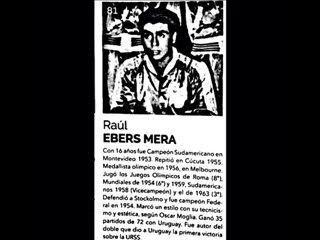 81
Raúl
EBERS MERA
Con 16 años fue Campeón Sudamericano en
Montevideo 1953. Repitió en Cúcuta 1955.
Medallista olímpico en 1956, en Melbourne.
Jugó los Juegos Olímpicos de Roma (8°),
Mundiales de 1954 (6°) y 1959, Sudamerica-
nos 1958 (Vicecampeón) y el de 1963 (3°).
Defendió a Stockolmo y fue campeón Fede-
ral en 1954. Marcó un estilo con su tecnicis-
mo y estética, según Oscar Moglia. Ganó 35
partidos de 72 con Uruguay. Fue autor del
doble que dio a Uruguay la primera victoria
sobre la URSS.